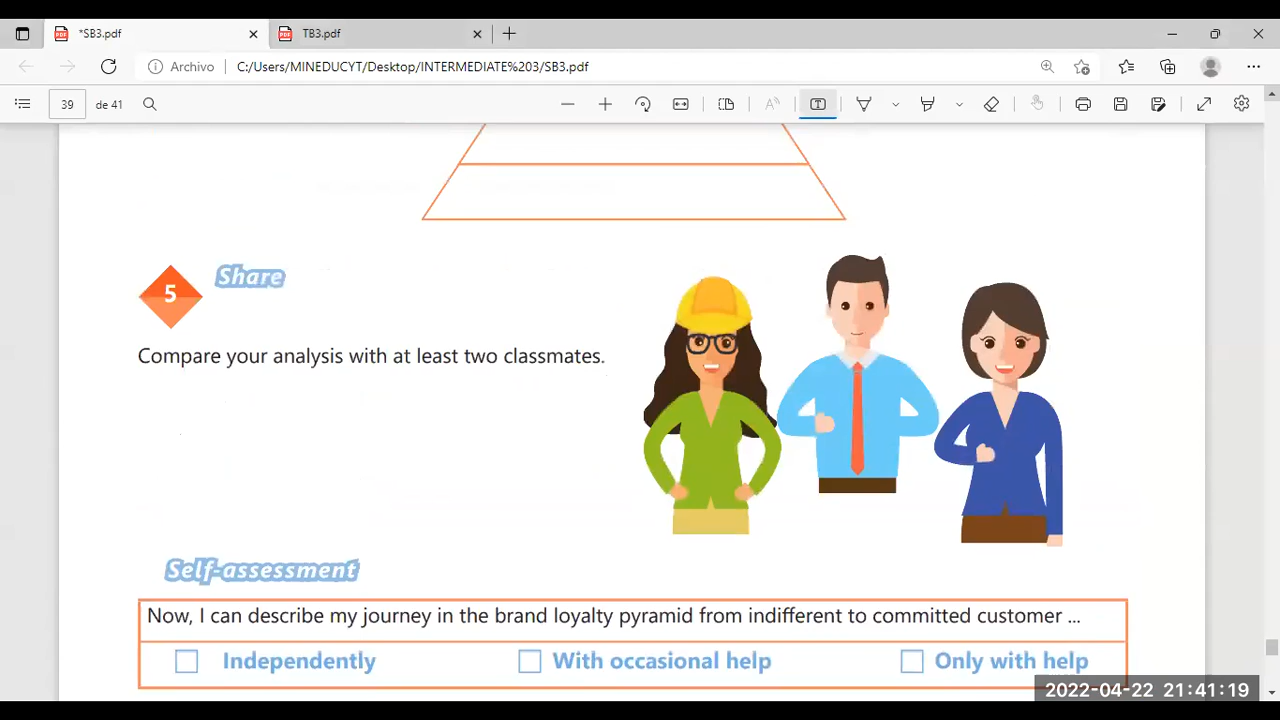 *SB3.pdf
TB3.pdf
Archivo C:/Users/MINEDUCYT/Desktop/INTERMEDIATE%203/SB3.pdf
39 de 41
5 Share
Compare your analysis with at least two classmates.
Self-assessment
Now, I can describe my journey in the brand loyalty pyramid from indifferent to committed customer ...
Independently With occasional help Only with help
2022-04-22 21:41:19